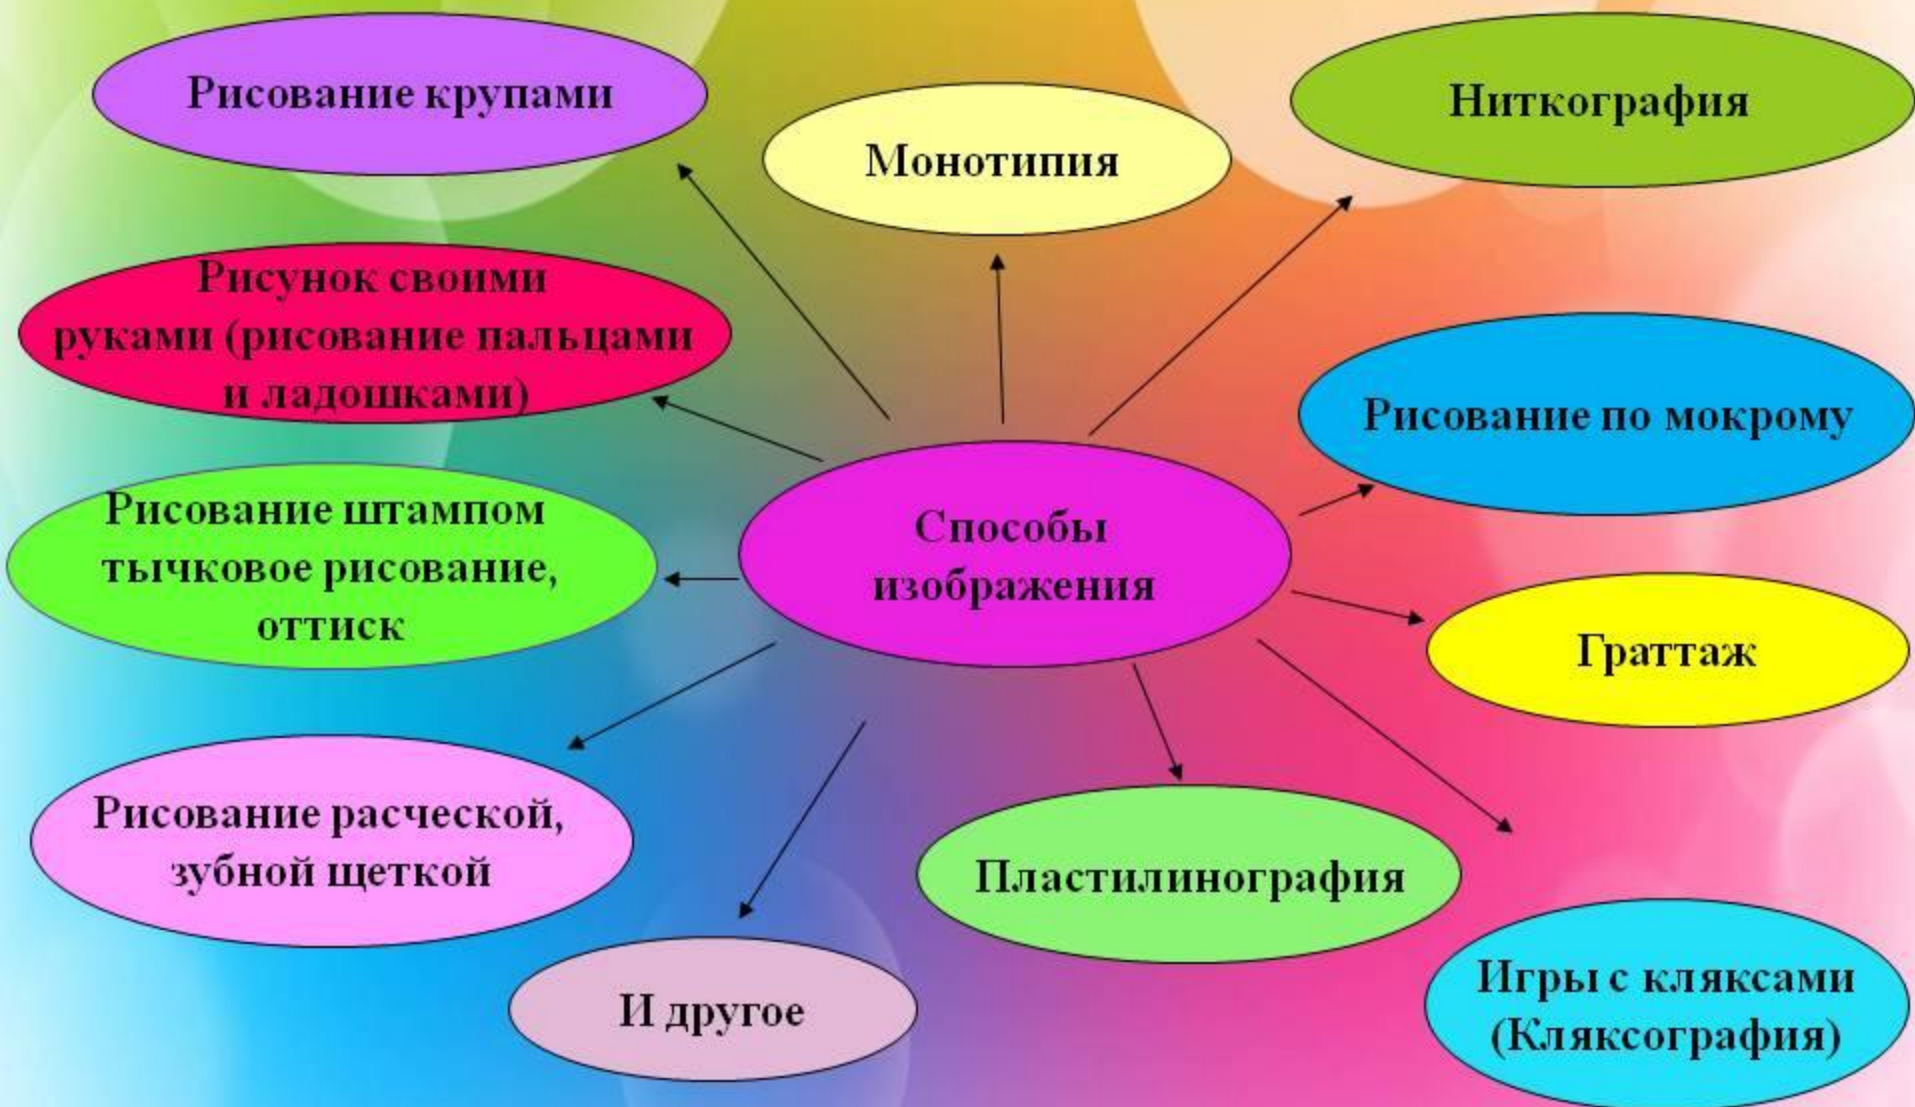 Рисование крупами
Монотипия
Ниткография
Рисунок своими
руками (рисование пальцами
и ладошками)
Рисование по мокрому
Рисование штампом
тычковое рисование,
оттиск
Способы
изображения
Граттаж
Рисование расческой,
зубной щеткой
Пластилинография
И другое
Игры с кляксами
(Кляксография)